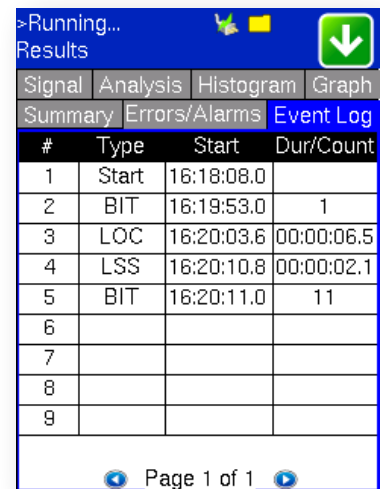 >Running...
Results
Signal Analysis Histogram Graph
Summary Errors/Alarms Event Log
# Type Start Dur/Count
1 Start 16:18:08.0
2 BIT 16:19:53.0 1
3 LOC 16:20:03.6 00:00:06.5
4 LSS 16:20:10.8 00:00:02.1
5 BIT 16:20:11.0 11
6
7
8
9
Page 1 of 1